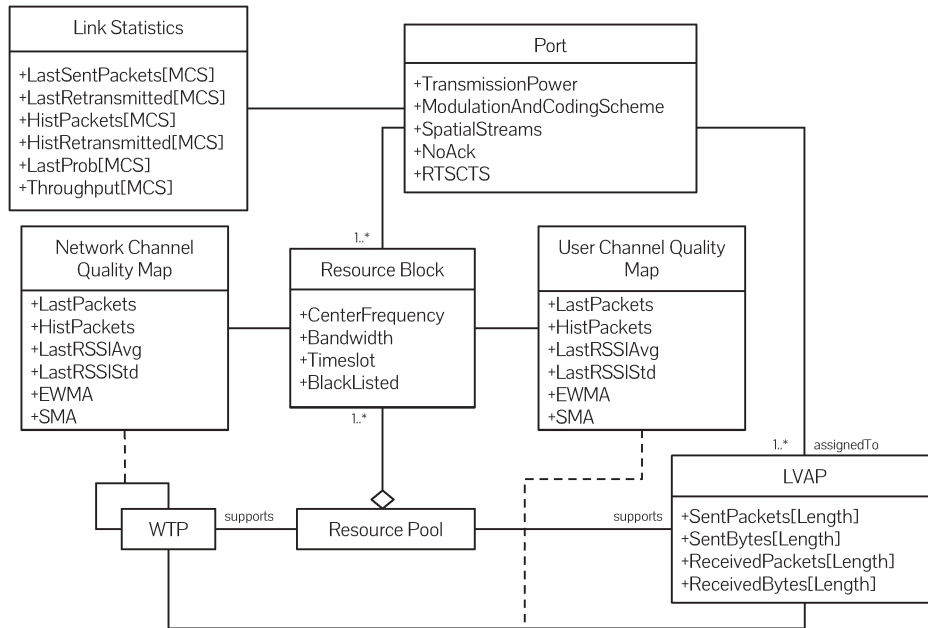 Link Statistics
+LastSentPackets[MCS]
+LastRetransmitted[MCS]
+HistPackets[MCS]
+HistRetransmitted[MCS]
+LastProb[MCS]
+Throughput[MCS]
Port
+TransmissionPower
+ModulationAndCodingScheme
+SpatialStreams
+NoAck
+RTSCTS
1..*
Network Channel
Quality Map
+LastPackets
+HistPackets
+LastRSSIAvg
+LastRSSIStd
+EWMA
+SMA
Resource Block
+CenterFrequency
+Bandwidth
+Timeslot
+BlackListed
1..*
User Channel Quality
Map
+LastPackets
+HistPackets
+LastRSSIAvg
+LastRSSIStd
+EWMA
+SMA
1..* assignedTo
WTP
supports
Resource Pool
supports
LVAP
+SentPackets[Length]
+SentBytes[Length]
+ReceivedPackets[Length]
+ReceivedBytes[Length]